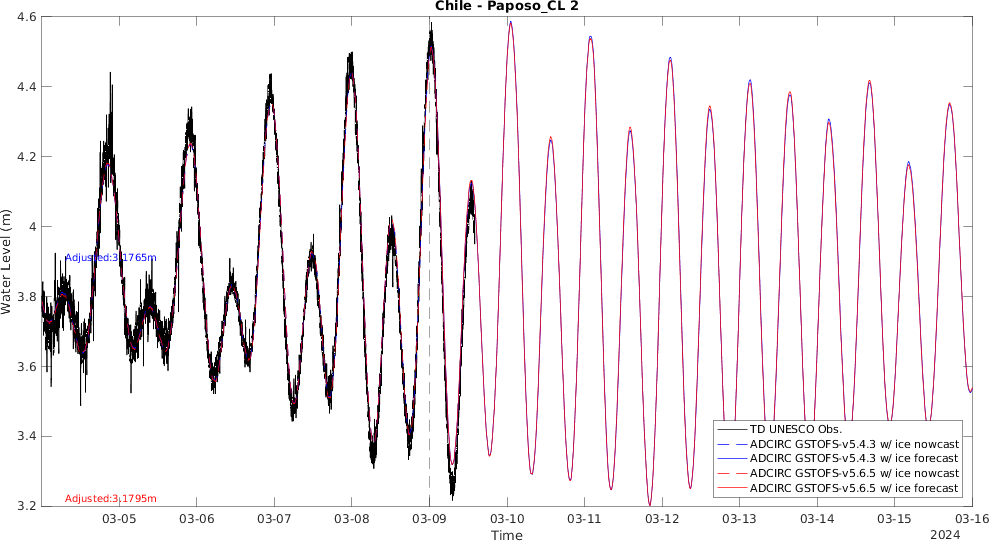 Chile - Paposo_CL 2
4.6
4.4
4.2
4
3.8
3.6
3.4
3.2
Water Level (m)
Adjusted:3.1765m
Adjusted:3.1795m
TD UNESCO Obs.
ADCIRC GSTOFS-v5.4.3 w/ ice nowcast
ADCIRC GSTOFS-v5.4.3 w/ ice forecast
ADCIRC GSTOFS-v5.6.5 w/ ice nowcast
ADCIRC GSTOFS-v5.6.5 w/ ice forecast
03-05 03-06 03-07 03-08 03-09 03-10 03-11 03-12 03-13 03-14 03-15 03-16
Time
2024